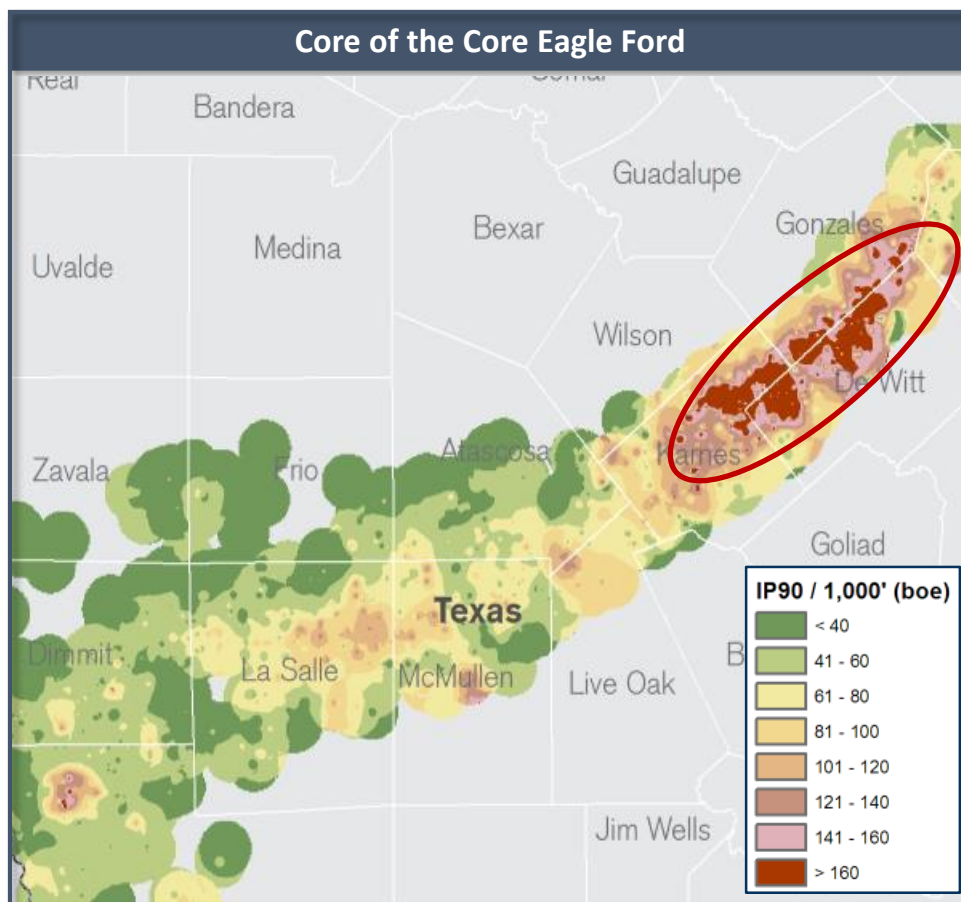 Core of the Core Eagle Ford
Real
Bandera
Comal
Guadalupe
Gonzales
Bexar
Medina
Uvalde
Wilson
De Witt
Karnes
Atascosa
Frio
Zavala
Goliad
Texas
Dimmit
La Salle
McMullen
Live Oak
B
Jim Wells
IP90 / 1,000' (boe)
< 40
41 - 60
61 - 80
81 - 100
101 - 120
121 - 140
141 - 160
> 160